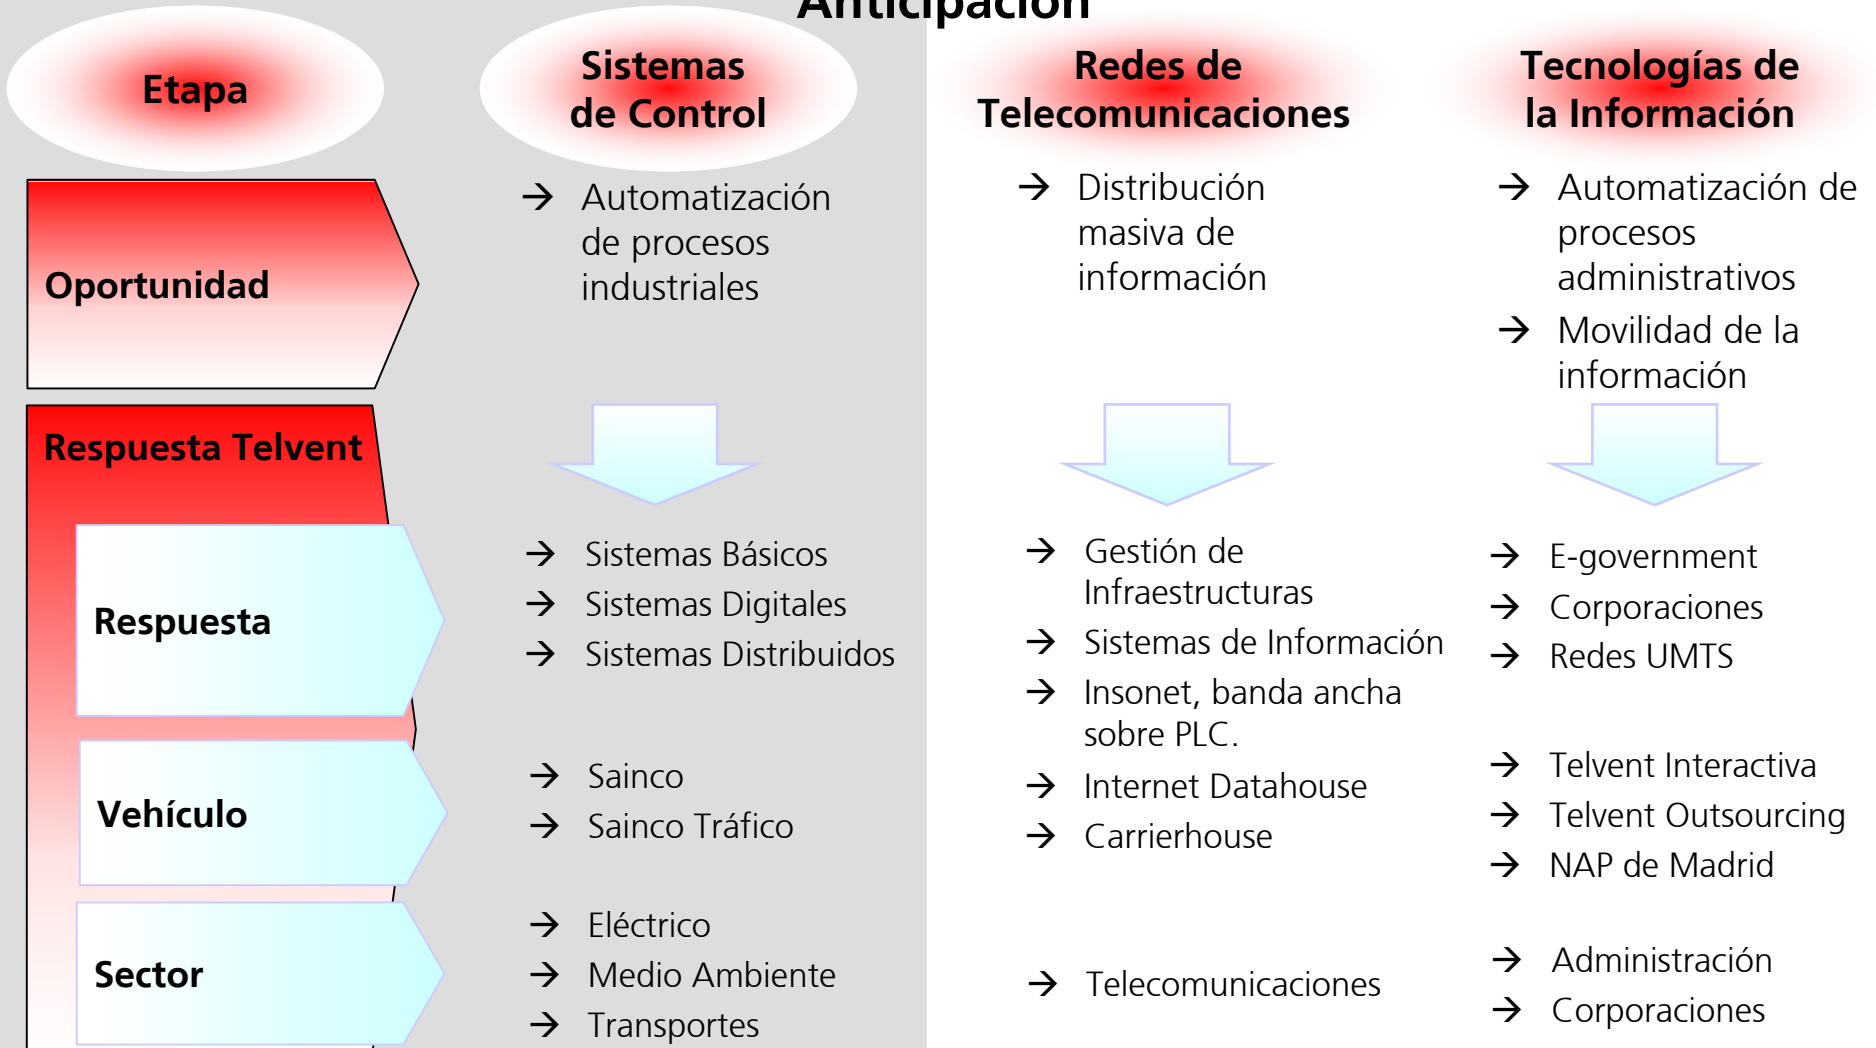 Anticipación
Etapa
Sistemas
de Control
Redes de
Telecomunicaciones
Tecnologías de
la Información
Oportunidad
→ Automatización
de procesos
industriales
→ Distribución
masiva de
información
→ Automatización de
procesos
administrativos
→ Movilidad de la
información
Respuesta Telvent
Respuesta
→ Sistemas Básicos
→ Sistemas Digitales
→ Sistemas Distribuidos
→ Gestión de
Infraestructuras
→ Sistemas de Información
→ Insonet, banda ancha
sobre PLC.
→ E-government
→ Corporaciones
→ Redes UMTS
Vehículo
→ Sainco
→ Sainco Tráfico
→ Internet Datahouse
→ Carrierhouse
→ Telvent Interactiva
→ Telvent Outsourcing
→ NAP de Madrid
Sector
→ Eléctrico
→ Medio Ambiente
→ Transportes
→ Telecomunicaciones
→ Administración
→ Corporaciones